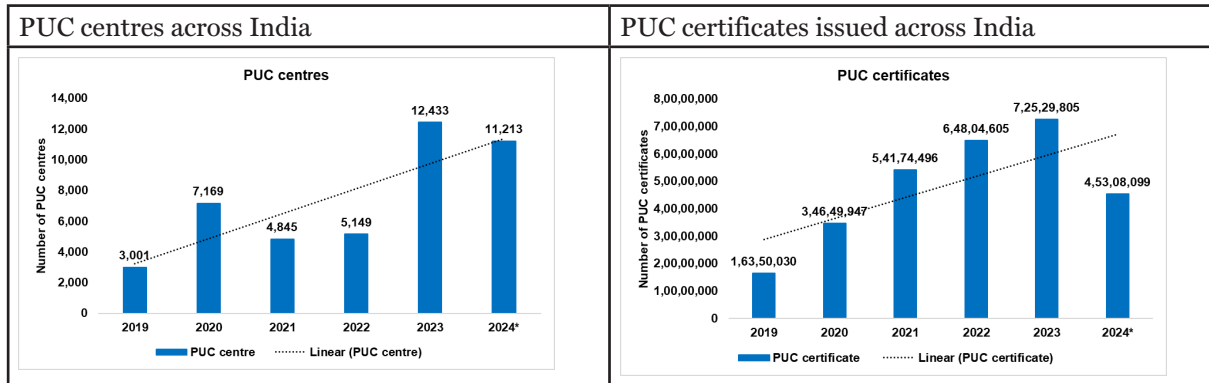 PUC centres across India
PUC certificates issued across India
PUC centres
Number of PUC centres
14,000
12,000
10,000
8,000
6,000
4,000
2,000
0
3,001
7,169
4,845
5,149
12,433
11,213
2019 2020 2021 2022 2023 2024*
PUC centre Linear (PUC centre)
PUC certificates
Number of PUC certificates
8,00,00,000
7,00,00,000
6,00,00,000
5,00,00,000
4,00,00,000
3,00,00,000
2,00,00,000
1,00,00,000
0
1,63,50,030
3,46,49,947
5,41,74,496
6,48,04,605
7,25,29,805
4,53,08,099
2019 2020 2021 2022 2023 2024*
PUC certificate Linear (PUC certificate)